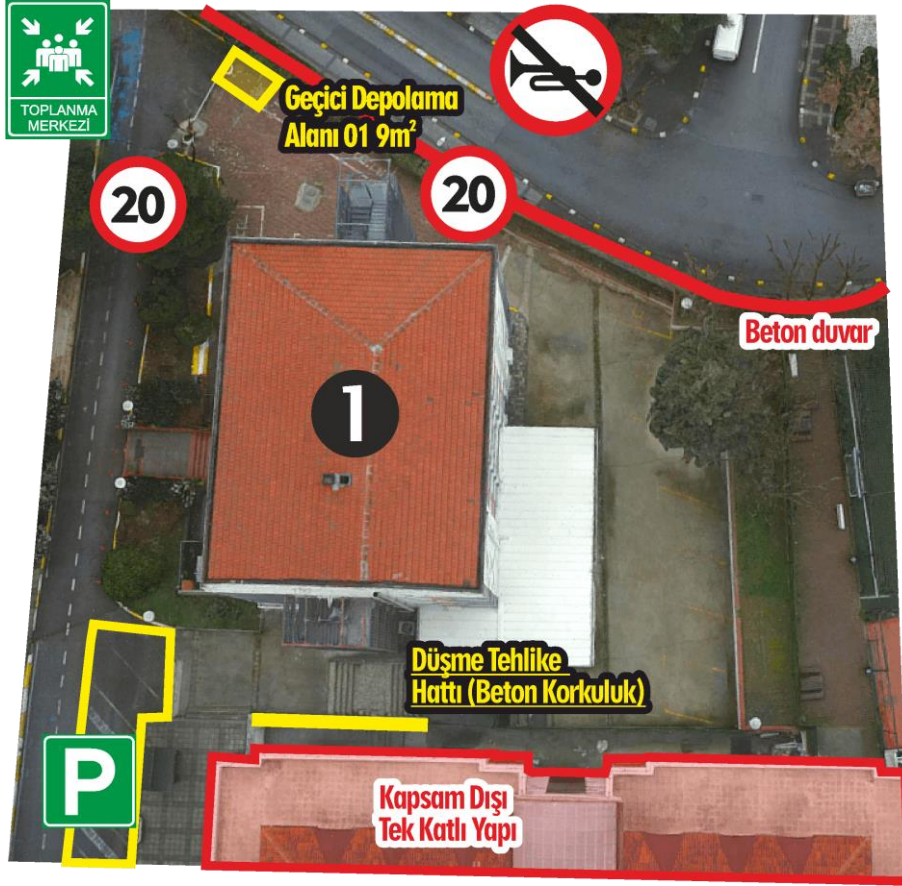 TOPLANMA
MERKEZİ
Geçici Depolama
Alanı 01 9m²
20
20
Beton duvar
1
Düşme Tehlike
Hattı (Beton Korkuluk)
P
Kapsam Dışı
Tek Katlı Yapı